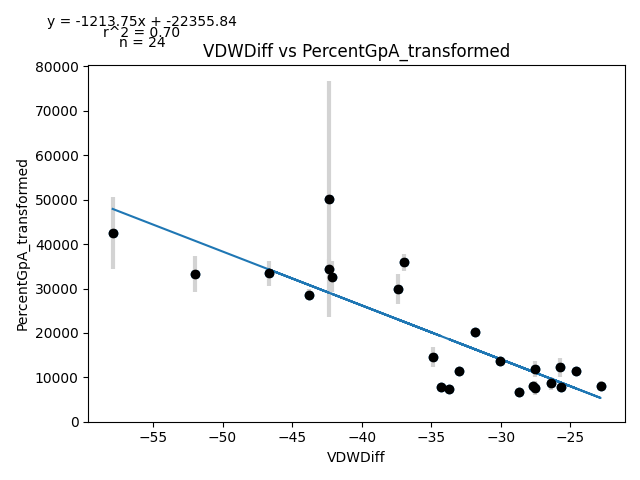 y = -1213.75x + -22355.84
r^2 = 0.70
n = 24
VDWDiff vs PercentGpA_transformed
80000
70000
60000
50000
40000
30000
20000
10000
0
PercentGpA_transformed
−55
−50
−45
−40
−35
−30
−25
VDWDiff